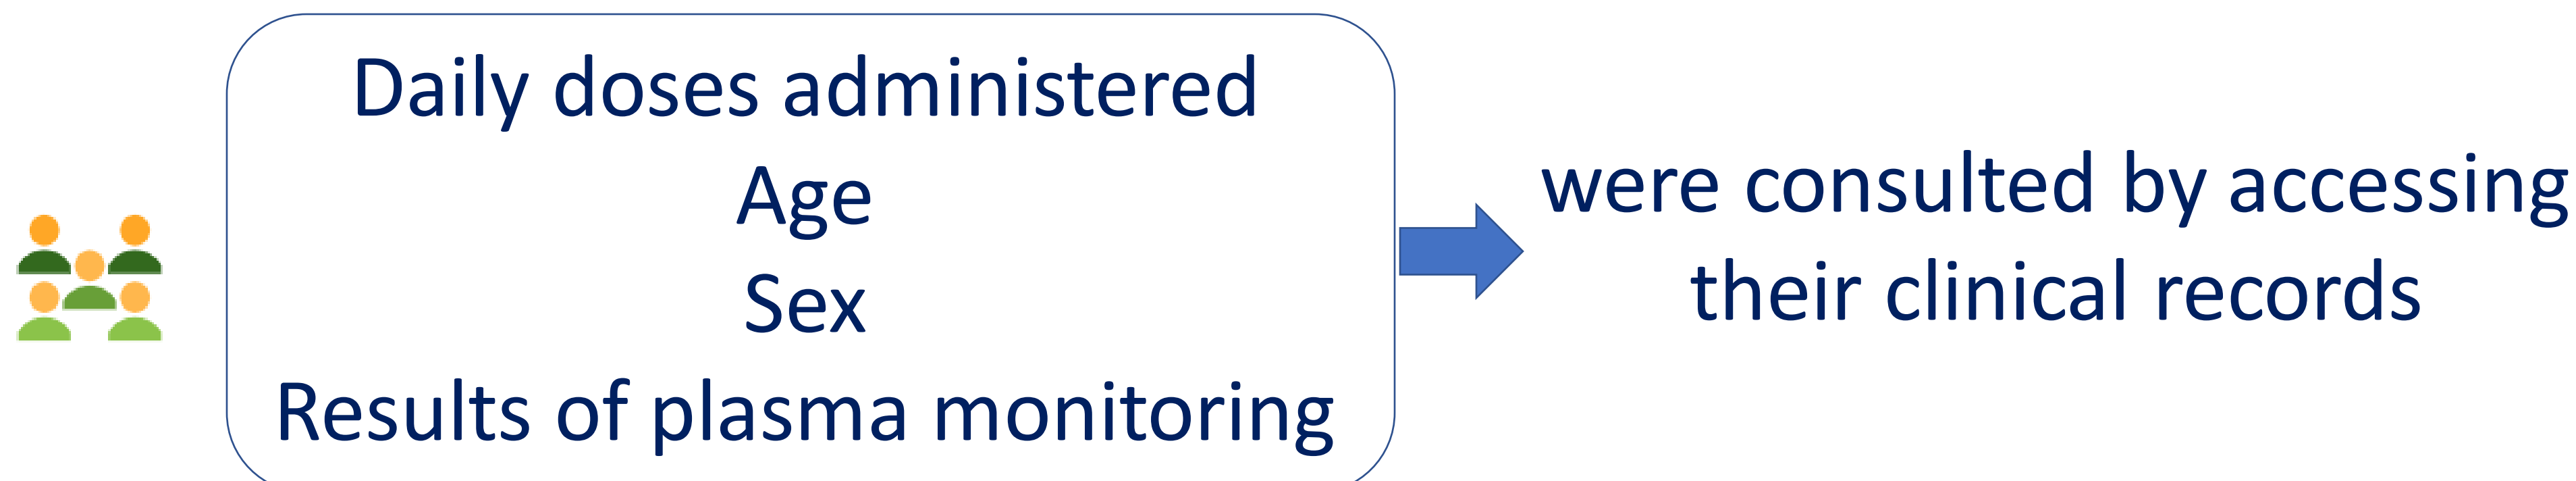 Daily doses administered
Age
Sex
Results of plasma monitoring
were consulted by accessing
their clinical records